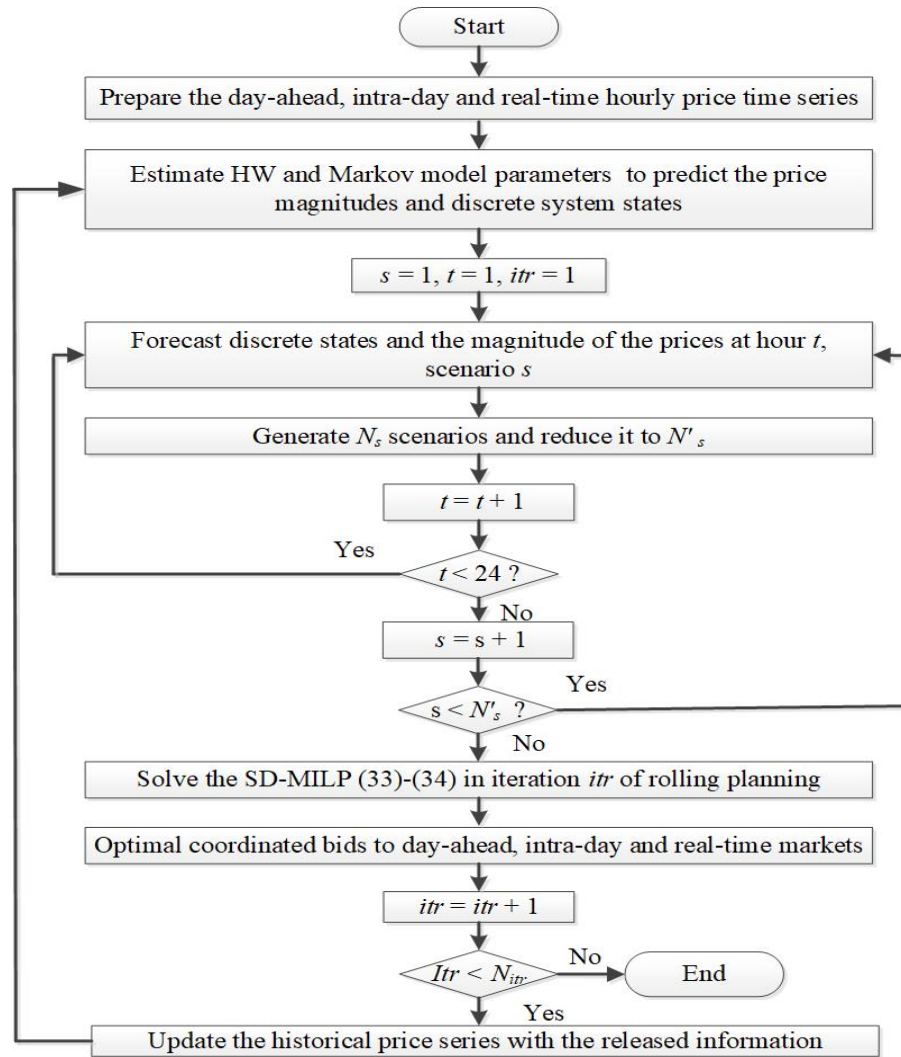 Start
Prepare the day-ahead, intra-day and real-time hourly price time series
Estimate HW and Markov model parameters to predict the price
magnitudes and discrete system states
s = 1, t = 1, itr = 1
Forecast discrete states and the magnitude of the prices at hour t,
scenario s
Generate Ns scenarios and reduce it to N's
t = t + 1
Yes
t < 24 ?
No
s = s + 1
Yes
s < N's ?
No
Solve the SD-MILP (33)-(34) in iteration itr of rolling planning
Optimal coordinated bids to day-ahead, intra-day and real-time markets
itr = itr + 1
No
Itr < Nitr
End
Yes
Update the historical price series with the released information